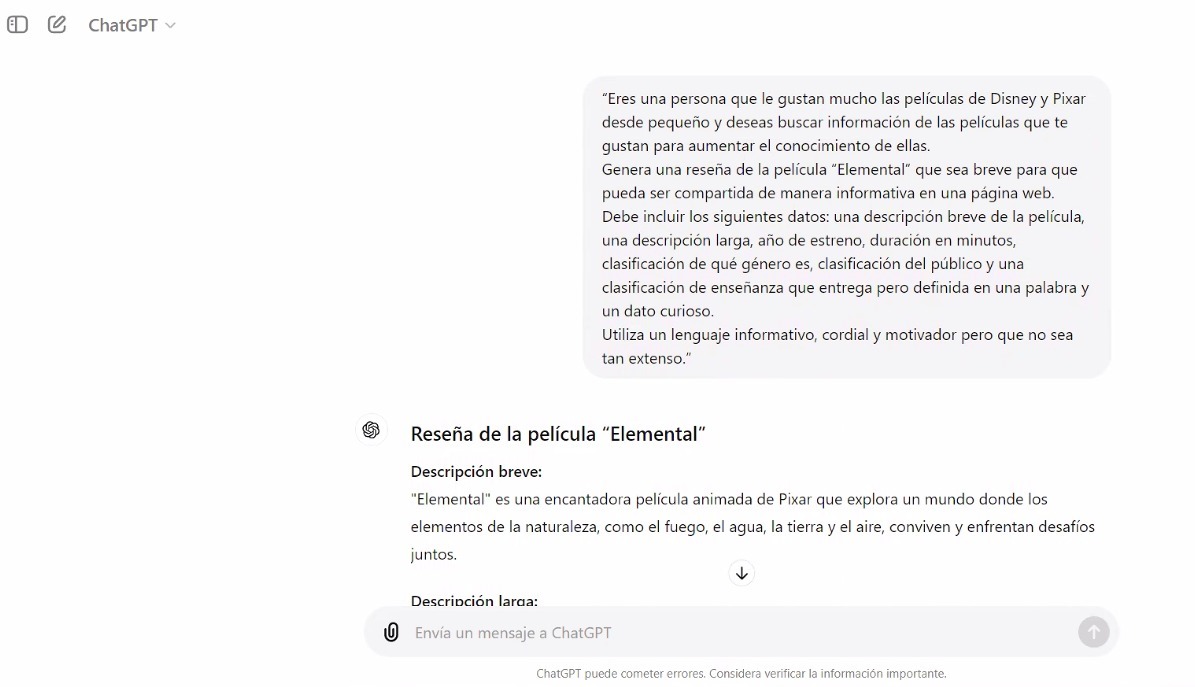 ChatGPT
“Eres una persona que le gustan mucho las películas de Disney y Pixar
desde pequeño y deseas buscar información de las películas que te
gustan para aumentar el conocimiento de ellas.
Genera una reseña de la película “Elemental” que sea breve para que
pueda ser compartida de manera informativa en una página web.
Debe incluir los siguientes datos: una descripción breve de la película,
una descripción larga, año de estreno, duración en minutos,
clasificación de qué género es, clasificación del público y una
clasificación de enseñanza que entrega pero definida en una palabra y
un dato curioso.
Utiliza un lenguaje informativo, cordial y motivador pero que no sea
tan extenso.”
Reseña de la película “Elemental”
Descripción breve:
"Elemental" es una encantadora película animada de Pixar que explora un mundo donde los
elementos de la naturaleza, como el fuego, el agua, la tierra y el aire, conviven y enfrentan desafíos
juntos.
Descripción larga:
Envía un mensaje a ChatGPT
ChatGPT puede cometer errores. Considera verificar la información importante.